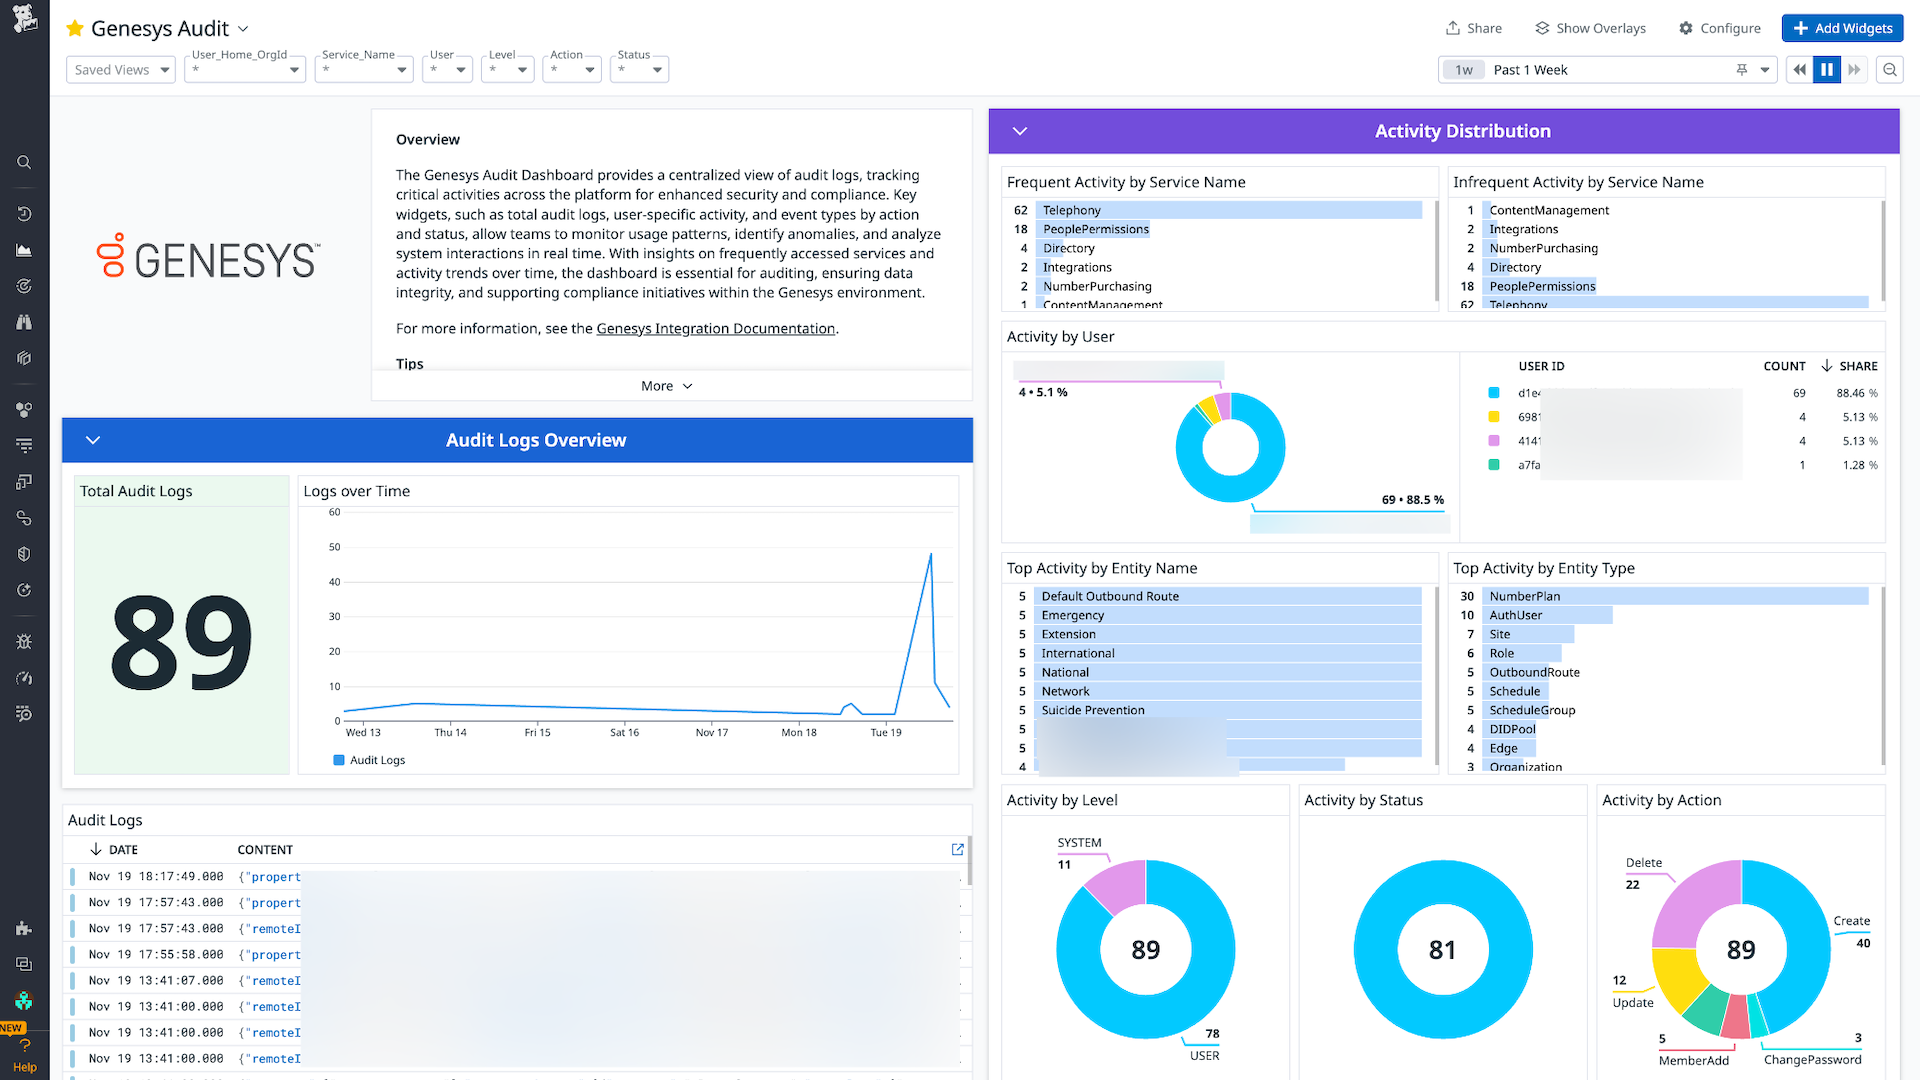 Genesys Audit
Share
Show Overlays
Configure
Add Widgets
Saved Views
User_Home_OrgId
*
Service_Name
*
User
*
Level
*
Action
*
Status
*
1w Past 1 Week
GENESYS™
Overview
The Genesys Audit Dashboard provides a centralized view of audit logs, tracking
critical activities across the platform for enhanced security and compliance. Key
widgets, such as total audit logs, user-specific activity, and event types by action
and status, allow teams to monitor usage patterns, identify anomalies, and analyze
system interactions in real time. With insights on frequently accessed services and
activity trends over time, the dashboard is essential for auditing, ensuring data
integrity, and supporting compliance initiatives within the Genesys environment.
For more information, see the Genesys Integration Documentation.
Tips
More
Audit Logs Overview
Total Audit Logs
89
Logs over Time
60
50
40
30
20
10
0
Wed 13 Thu 14 Fri 15 Sat 16 Nov 17 Mon 18 Tue 19
Audit Logs
Audit Logs
DATE CONTENT
Nov 19 18:17:49.000 {"propert
Nov 19 17:57:43.000 {"propert
Nov 19 17:57:43.000 {"remoteI
Nov 19 17:55:58.000 {"propert
Nov 19 13:41:07.000 {"remoteI
Nov 19 13:41:00.000 {"remoteI
Nov 19 13:41:00.000 {"remoteI
Nov 19 13:41:00.000 {"remoteI
Activity Distribution
Frequent Activity by Service Name
62 Telephony
18 PeoplePermissions
4 Directory
2 Integrations
2 NumberPurchasing
1 ContentManagement
Infrequent Activity by Service Name
1 ContentManagement
2 Integrations
2 NumberPurchasing
4 Directory
18 PeoplePermissions
62 Telephony
Activity by User
4 • 5.1 %
69 • 88.5 %
USER ID COUNT SHARE
d1e4 69 88.46 %
6981 4 5.13 %
4141 4 5.13 %
a7fa 1 1.28 %
Top Activity by Entity Name
5 Default Outbound Route
5 Emergency
5 Extension
5 International
5 National
5 Network
5 Suicide Prevention
5
5
4
Top Activity by Entity Type
30 NumberPlan
10 AuthUser
7 Site
6 Role
5 OutboundRoute
5 Schedule
5 ScheduleGroup
4 DIDPool
4 Edge
3 Organization
Activity by Level
SYSTEM
11
89
78
USER
Activity by Status
81
Activity by Action
Delete
22
Create
40
89
12
Update
5
MemberAdd
3
ChangePassword
NEW
Help